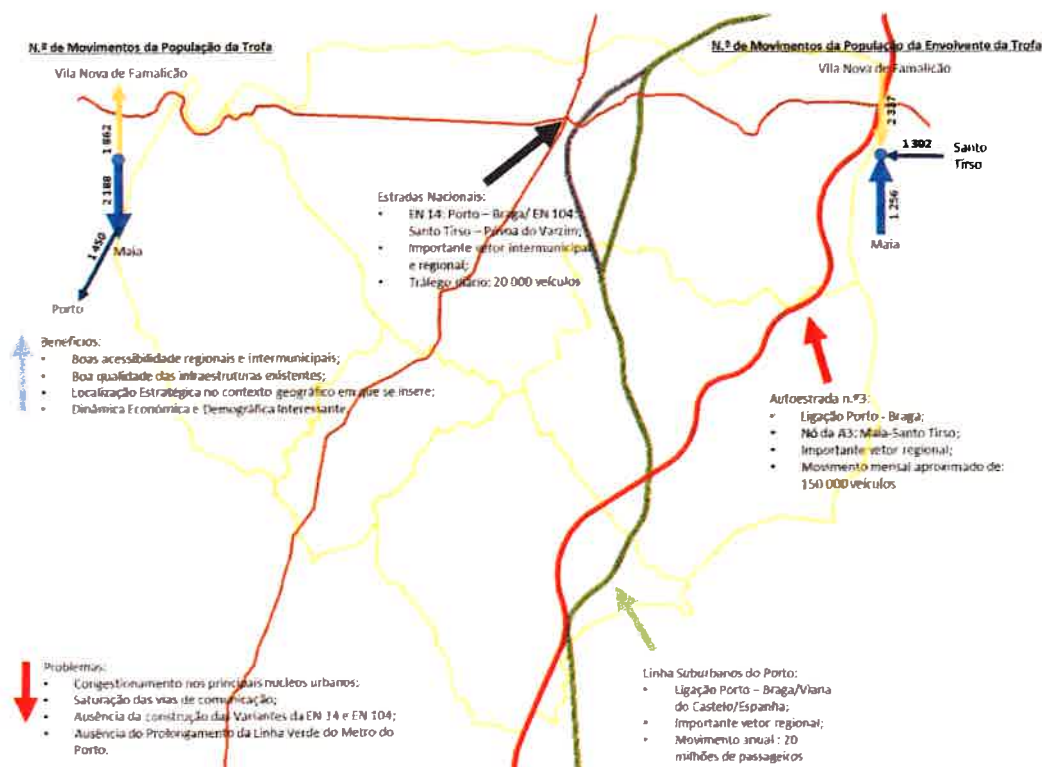 N.º de Movimentos da População da Trofa
Vila Nova de Famalicão
1 862
2 188
1 450
Maia
Porto
N.º de Movimentos da População da Envolvente da Trofa
Vila Nova de Famalicão
2 337
1 302
Santo
Tirso
1 256
Maia
Estradas Nacionais:
• EN 14: Porto – Braga/ EN 104:
Santo Tirso – Póvoa do Varzim;
• Importante vetor intermunicipal
e regional;
• Tráfego diário: 20 000 veículos
Benefícios:
• Boas acessibilidade regionais e intermunicipais;
• Boa qualidade das infraestruturas existentes;
• Localização Estratégica no contexto geográfico em que se insere;
• Dinâmica Económica e Demográfica Interessante.
Autoestrada n.º3:
• Ligação Porto - Braga;
• Nó da A3: Maia-Santo Tirso;
• Importante vetor regional;
• Movimento mensal aproximado de:
150 000 veículos
Problemas:
• Congestionamento nos principais núcleos urbanos;
• Saturação das vias de comunicação;
• Ausência da construção das Variantes da EN 14 e EN 104;
• Ausência do Prolongamento da Linha Verde do Metro do
Porto.
Linha Suburbanos do Porto:
• Ligação Porto – Braga/Viana
do Castelo/Espanha;
• Importante vetor regional;
• Movimento anual : 20
milhões de passageiros